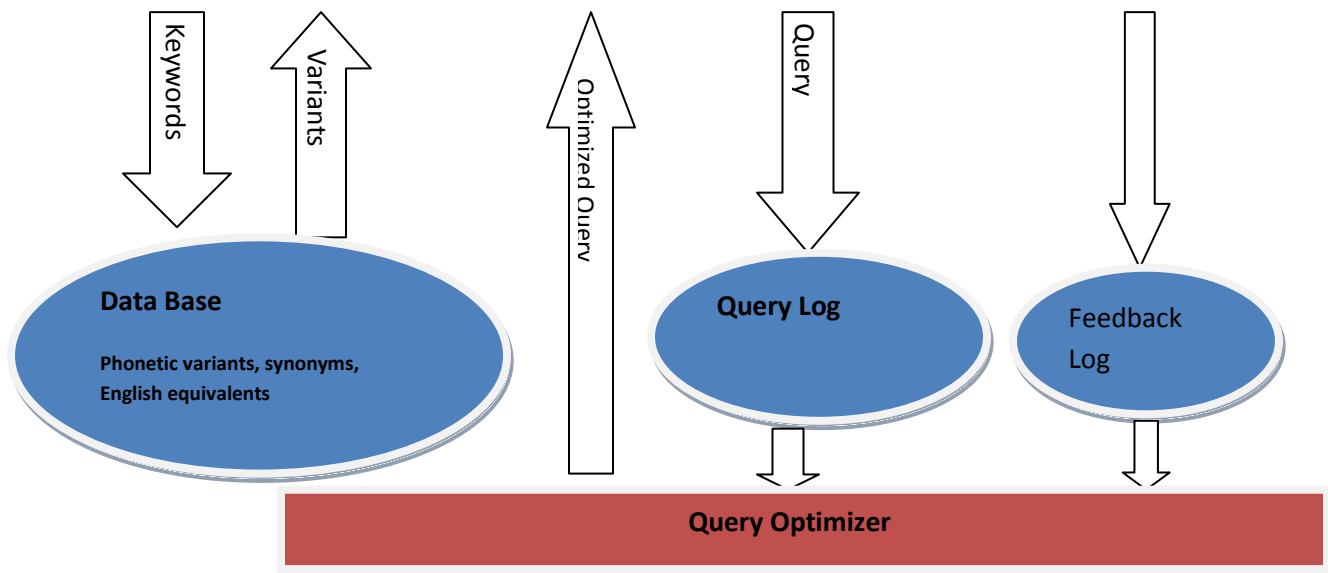 Keywords
Variants
Optimized Query
Query
Data Base
Phonetic variants, synonyms,
English equivalents
Query Log
Feedback
Log
Query Optimizer